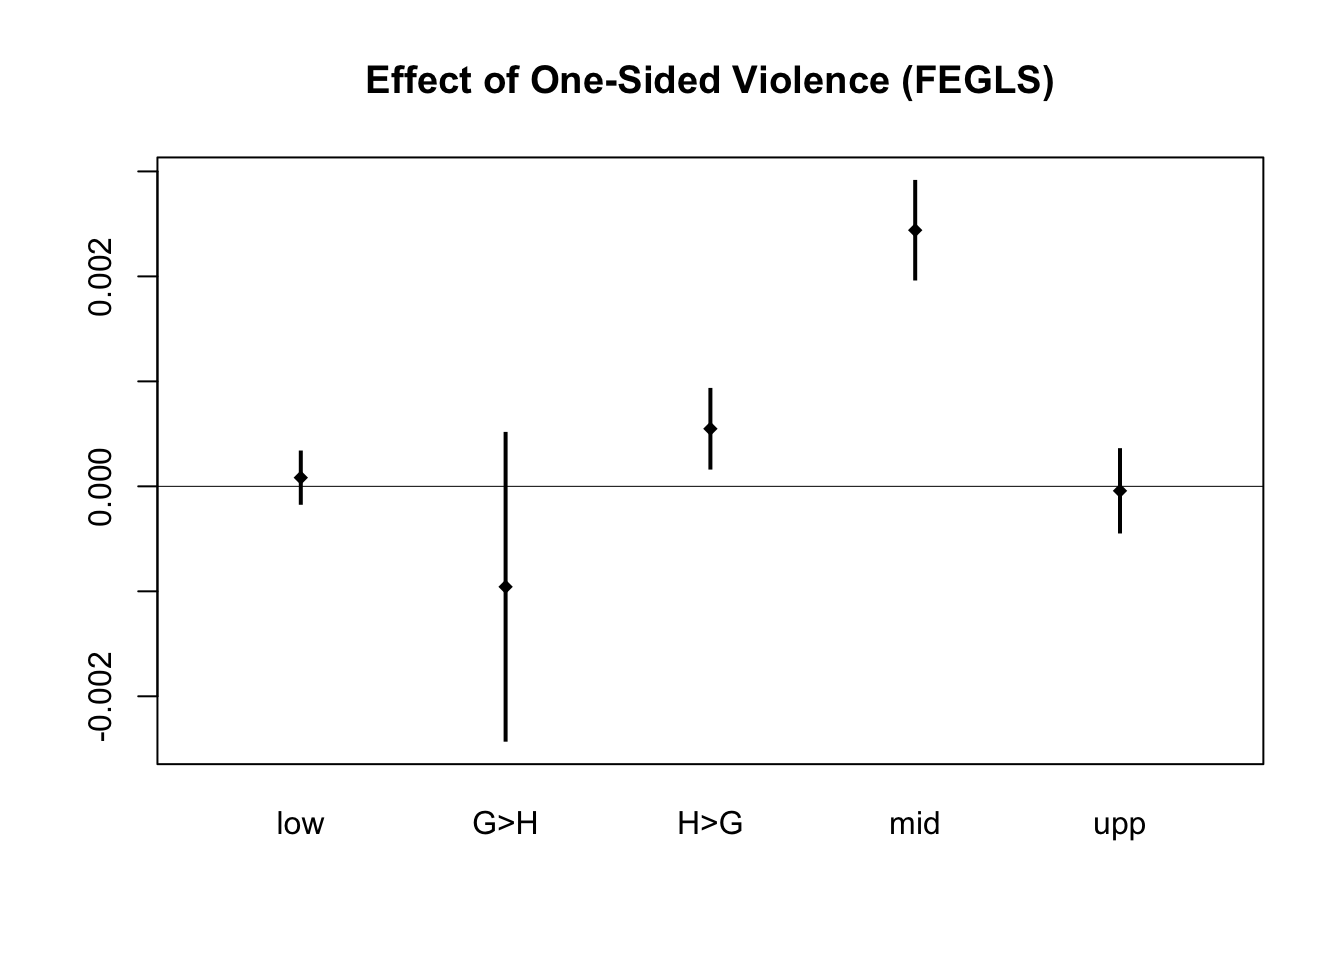 Effect of One-Sided Violence (FEGLS)
0.002
0.000
-0.002
low G>H H>G mid upp